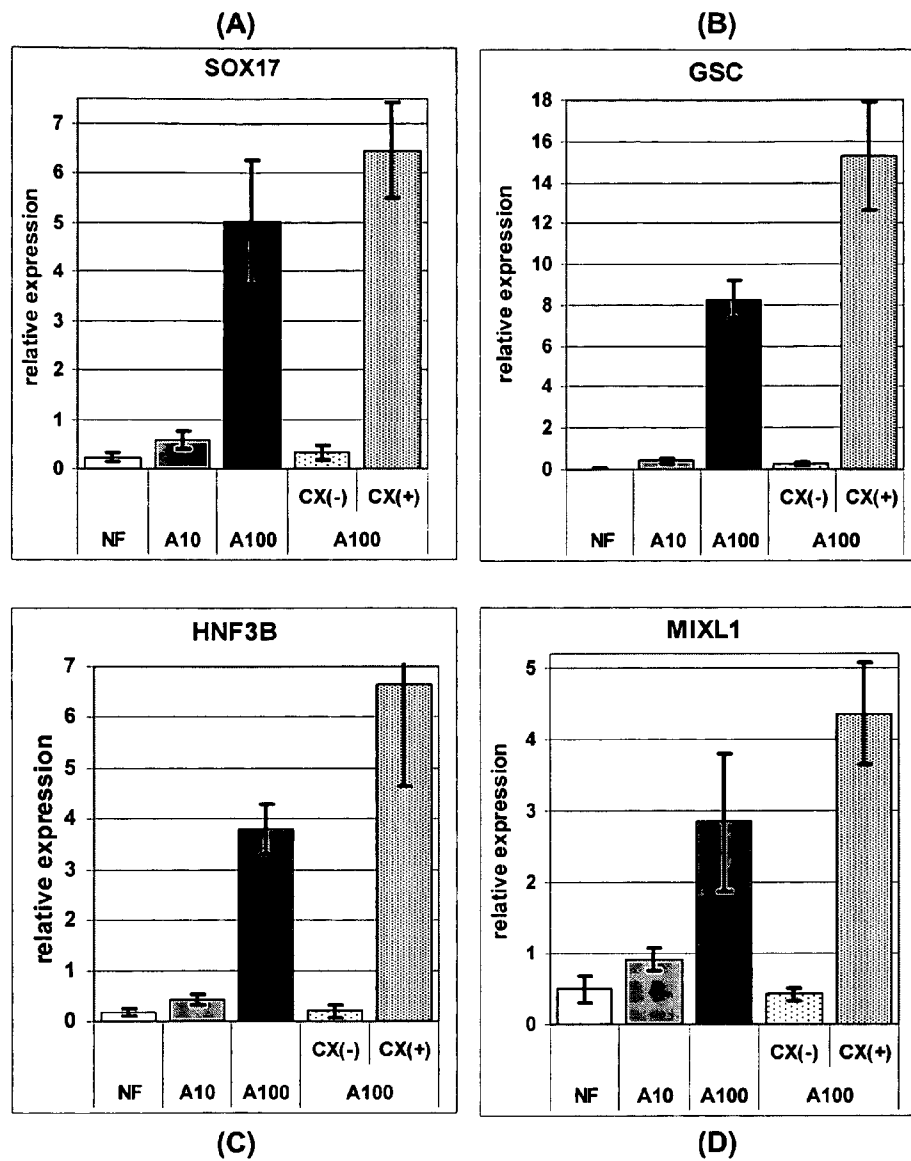 (A)
SOX17
relative expression
7
6
5
4
3
2
1
0
CX(-) CX(+)
NF A10 A100 A100
(B)
GSC
relative expression
18
16
14
12
10
8
6
4
2
0
CX(-) CX(+)
NF A10 A100 A100
HNF3B
relative expression
7
6
5
4
3
2
1
0
CX(-) CX(+)
NF A10 A100 A100
(C)
MIXL1
relative expression
5
4
3
2
1
0
CX(-) CX(+)
NF A10 A100 A100
(D)